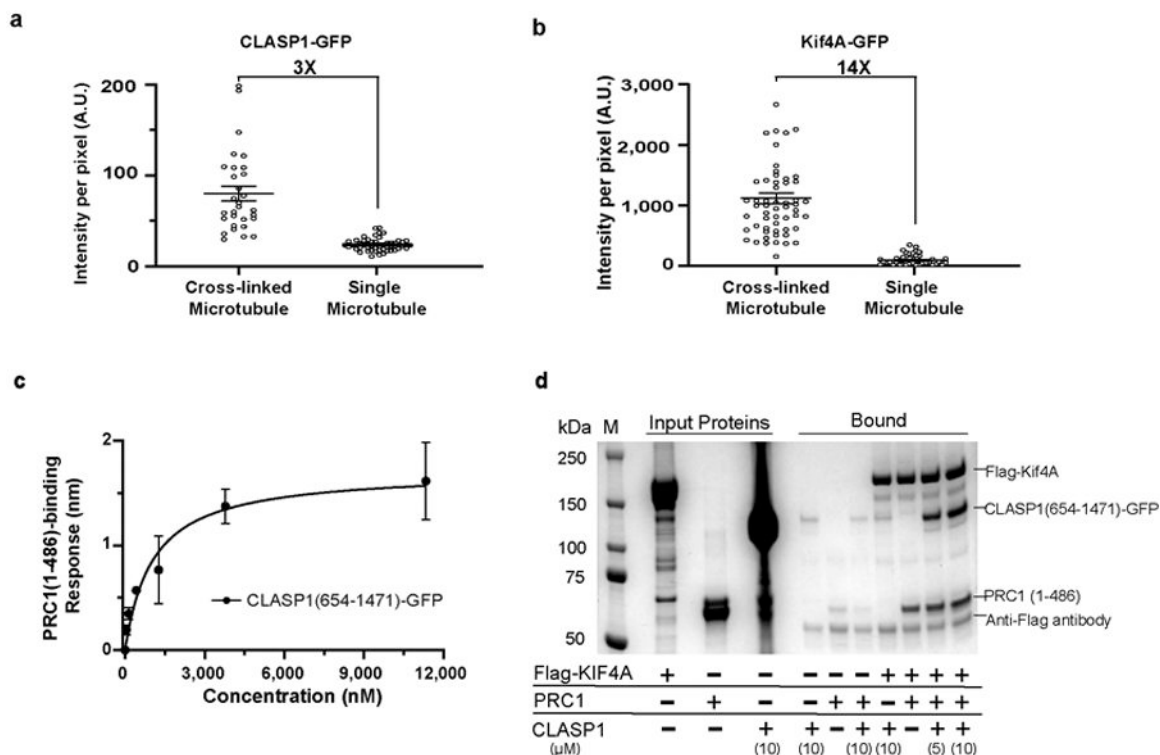 a
CLASP1-GFP
3X
Intensity per pixel (A.U.)
200
100
0
Cross-linked
Microtubule
Single
Microtubule
b
Kif4A-GFP
14X
Intensity per pixel (A.U.)
3,000
2,000
1,000
0
Cross-linked
Microtubule
Single
Microtubule
c
PRC1(1-486)-binding
Response (nm)
2
1
0
CLASP1(654-1471)-GFP
0 3,000 6,000 9,000 12,000
Concentration (nM)
d
Input Proteins Bound
kDa M
250
150
100
75
50
Flag-Kif4A
CLASP1(654-1471)-GFP
PRC1 (1-486)
Anti-Flag antibody
Flag-KIF4A + − − − − − + + + +
PRC1 − + − − + + − + + +
CLASP1 − − + + − + + − + +
(μM) (10) (10) (10) (10) (5) (10)